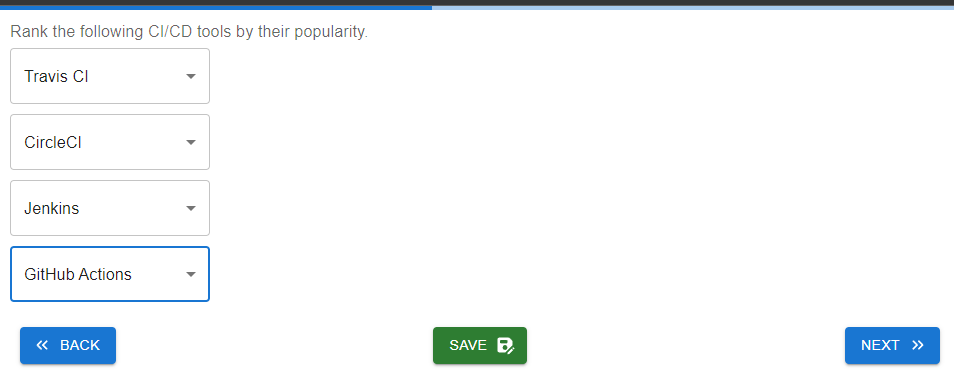 Rank the following CI/CD tools by their popularity.
Travis CI
CircleCI
Jenkins
GitHub Actions
BACK
SAVE
NEXT